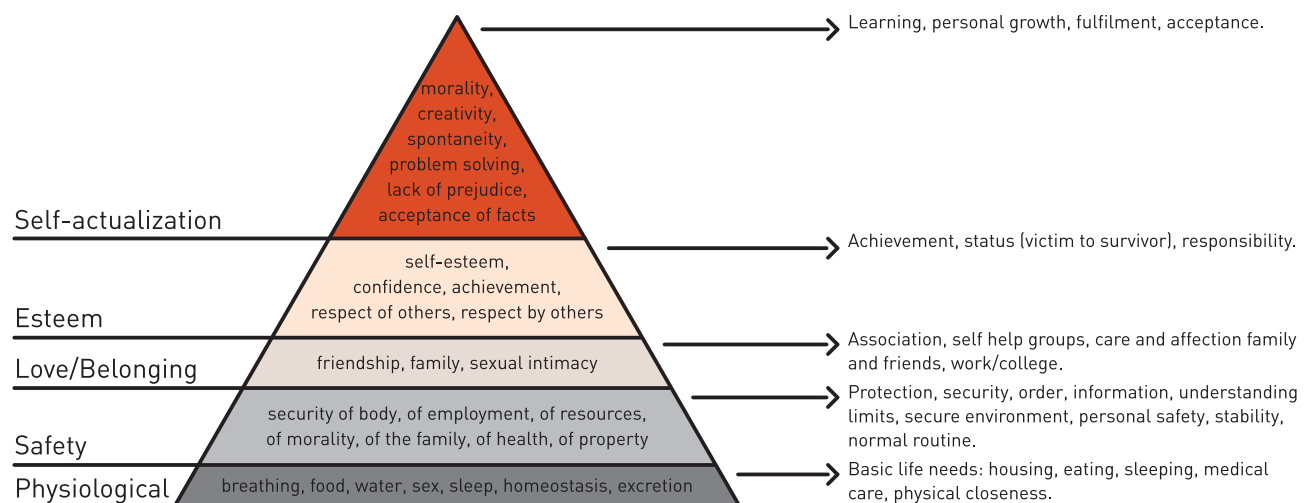 Learning, personal growth, fulfilment, acceptance.
morality,
creativity,
spontaneity,
problem solving,
lack of prejudice,
acceptance of facts
Self-actualization
Achievement, status (victim to survivor), responsibility.
self-esteem,
confidence, achievement,
respect of others, respect by others
Esteem
Association, self help groups, care and affection family
and friends, work/college.
friendship, family, sexual intimacy
Love/Belonging
Protection, security, order, information, understanding
limits, secure environment, personal safety, stability,
normal routine.
security of body, of employment, of resources,
of morality, of the family, of health, of property
Safety
Basic life needs: housing, eating, sleeping, medical
care, physical closeness.
breathing, food, water, sex, sleep, homeostasis, excretion
Physiological